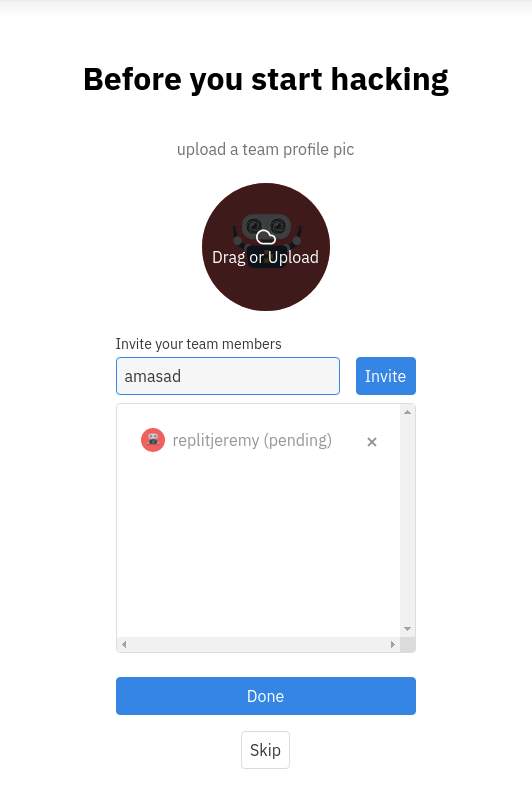 Before you start hacking
upload a team profile pic
Drag or Upload
Invite your team members
amasad
Invite
replitjeremy (pending)
×
Done
Skip